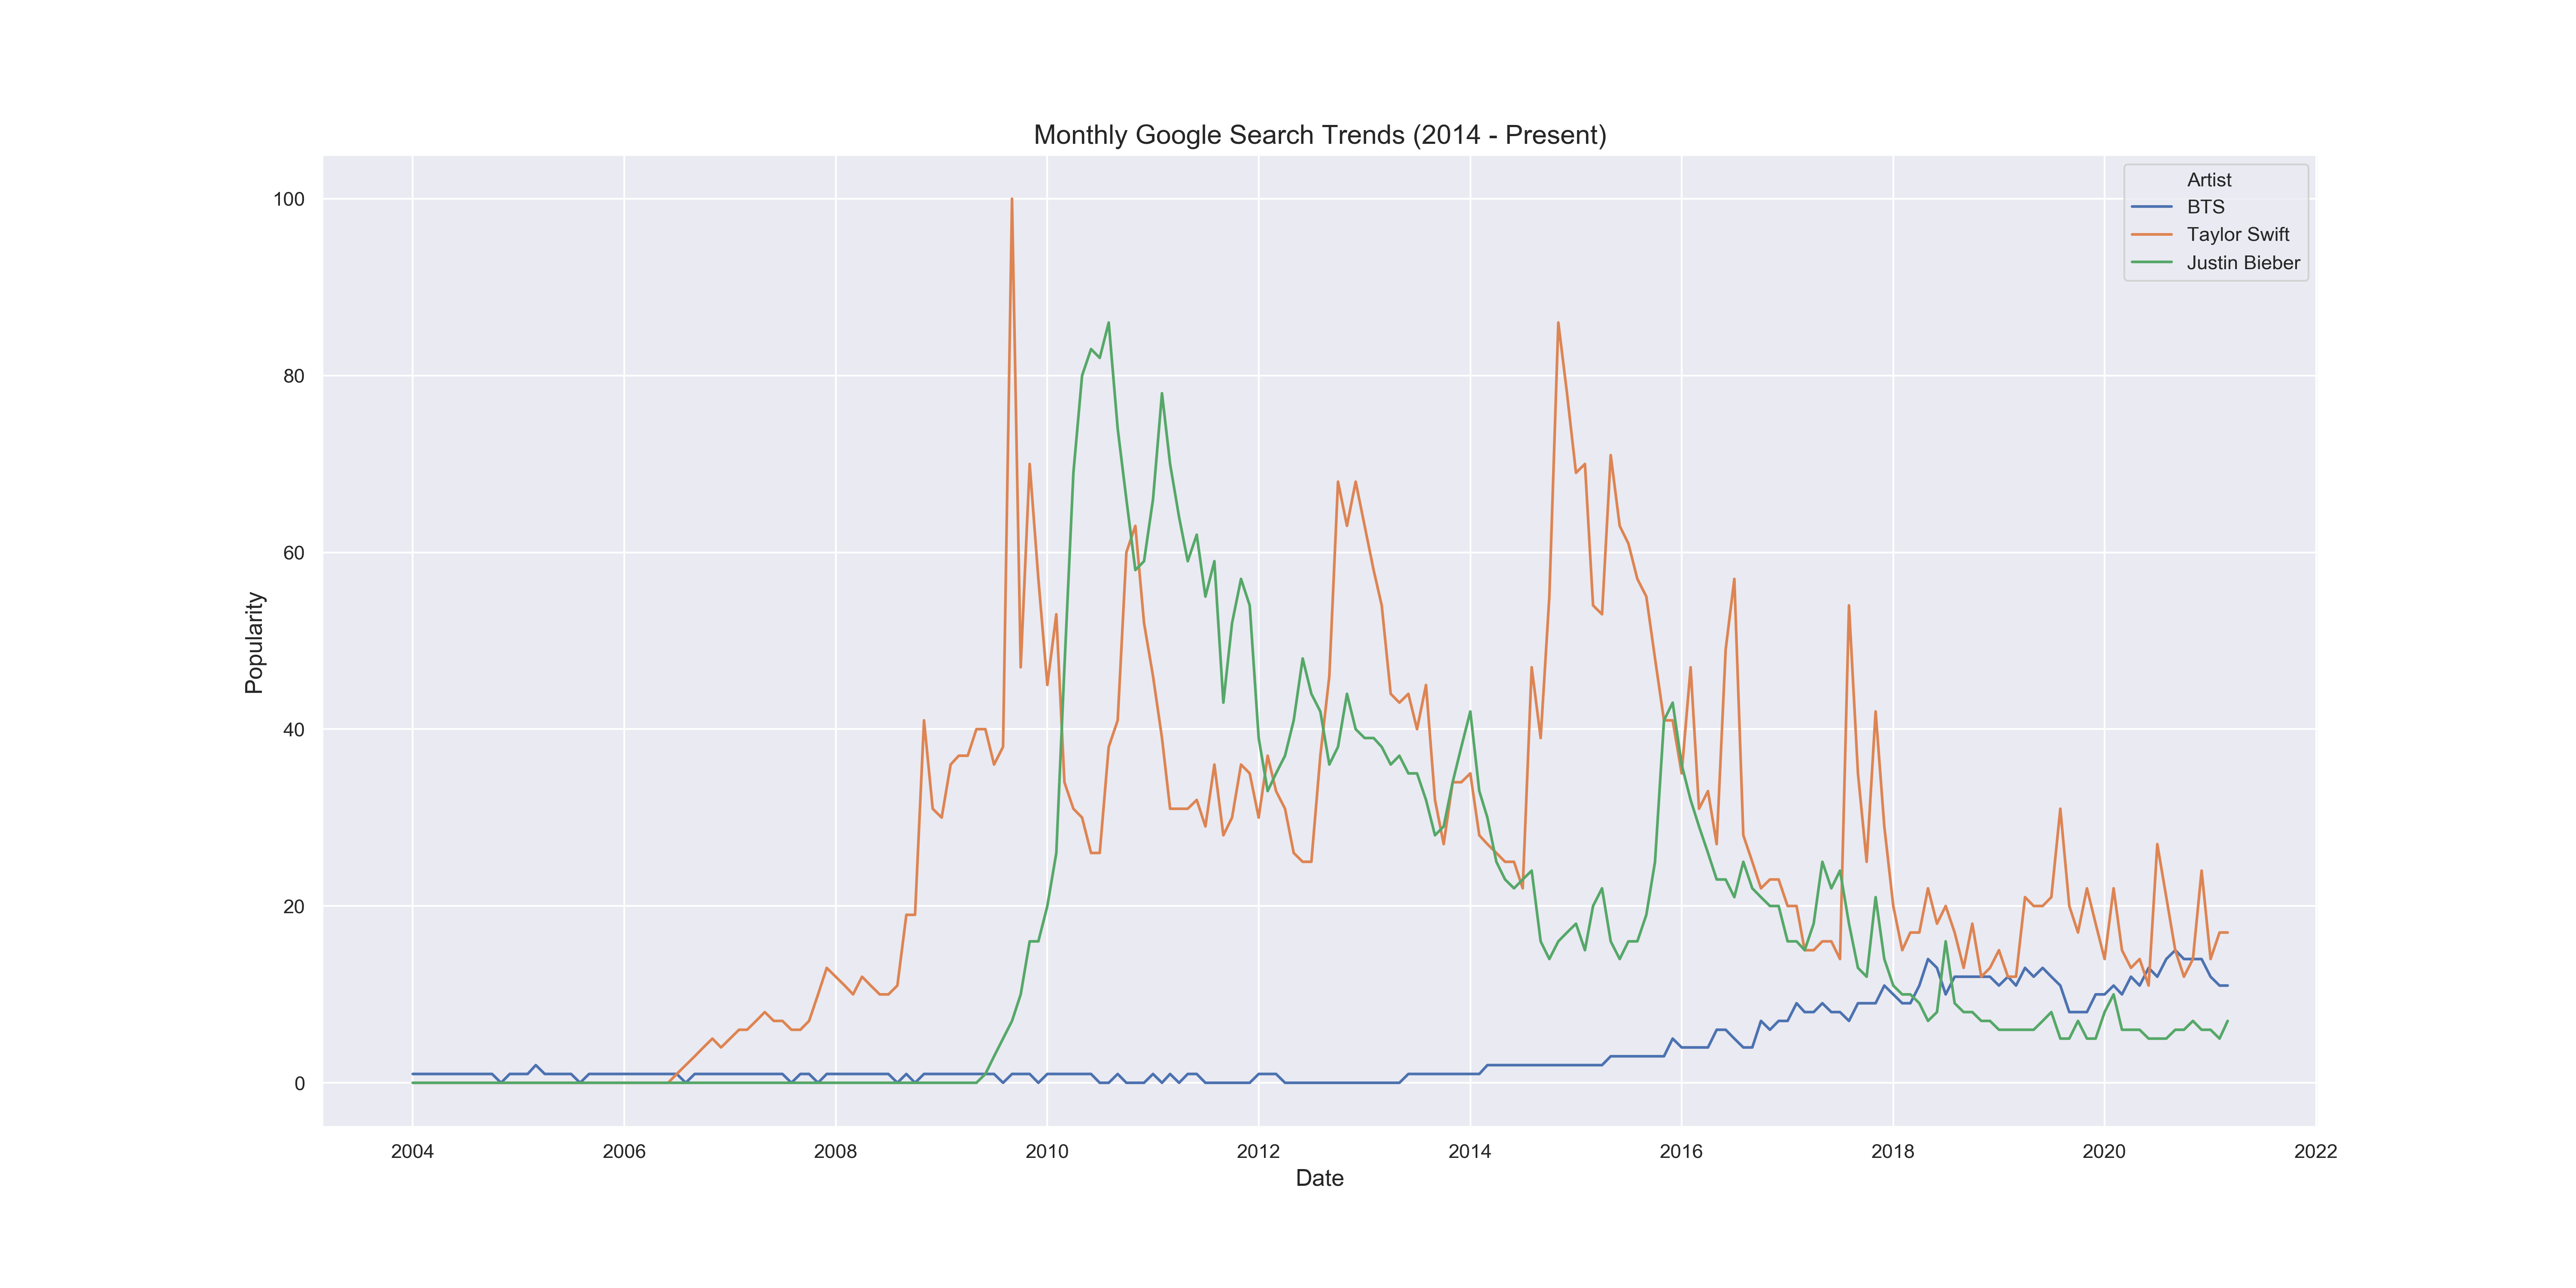 Monthly Google Search Trends (2014 - Present)
Artist
BTS
Taylor Swift
Justin Bieber
100
80
60
40
20
0
Popularity
2004 2006 2008 2010 2012 2014 2016 2018 2020 2022
Date